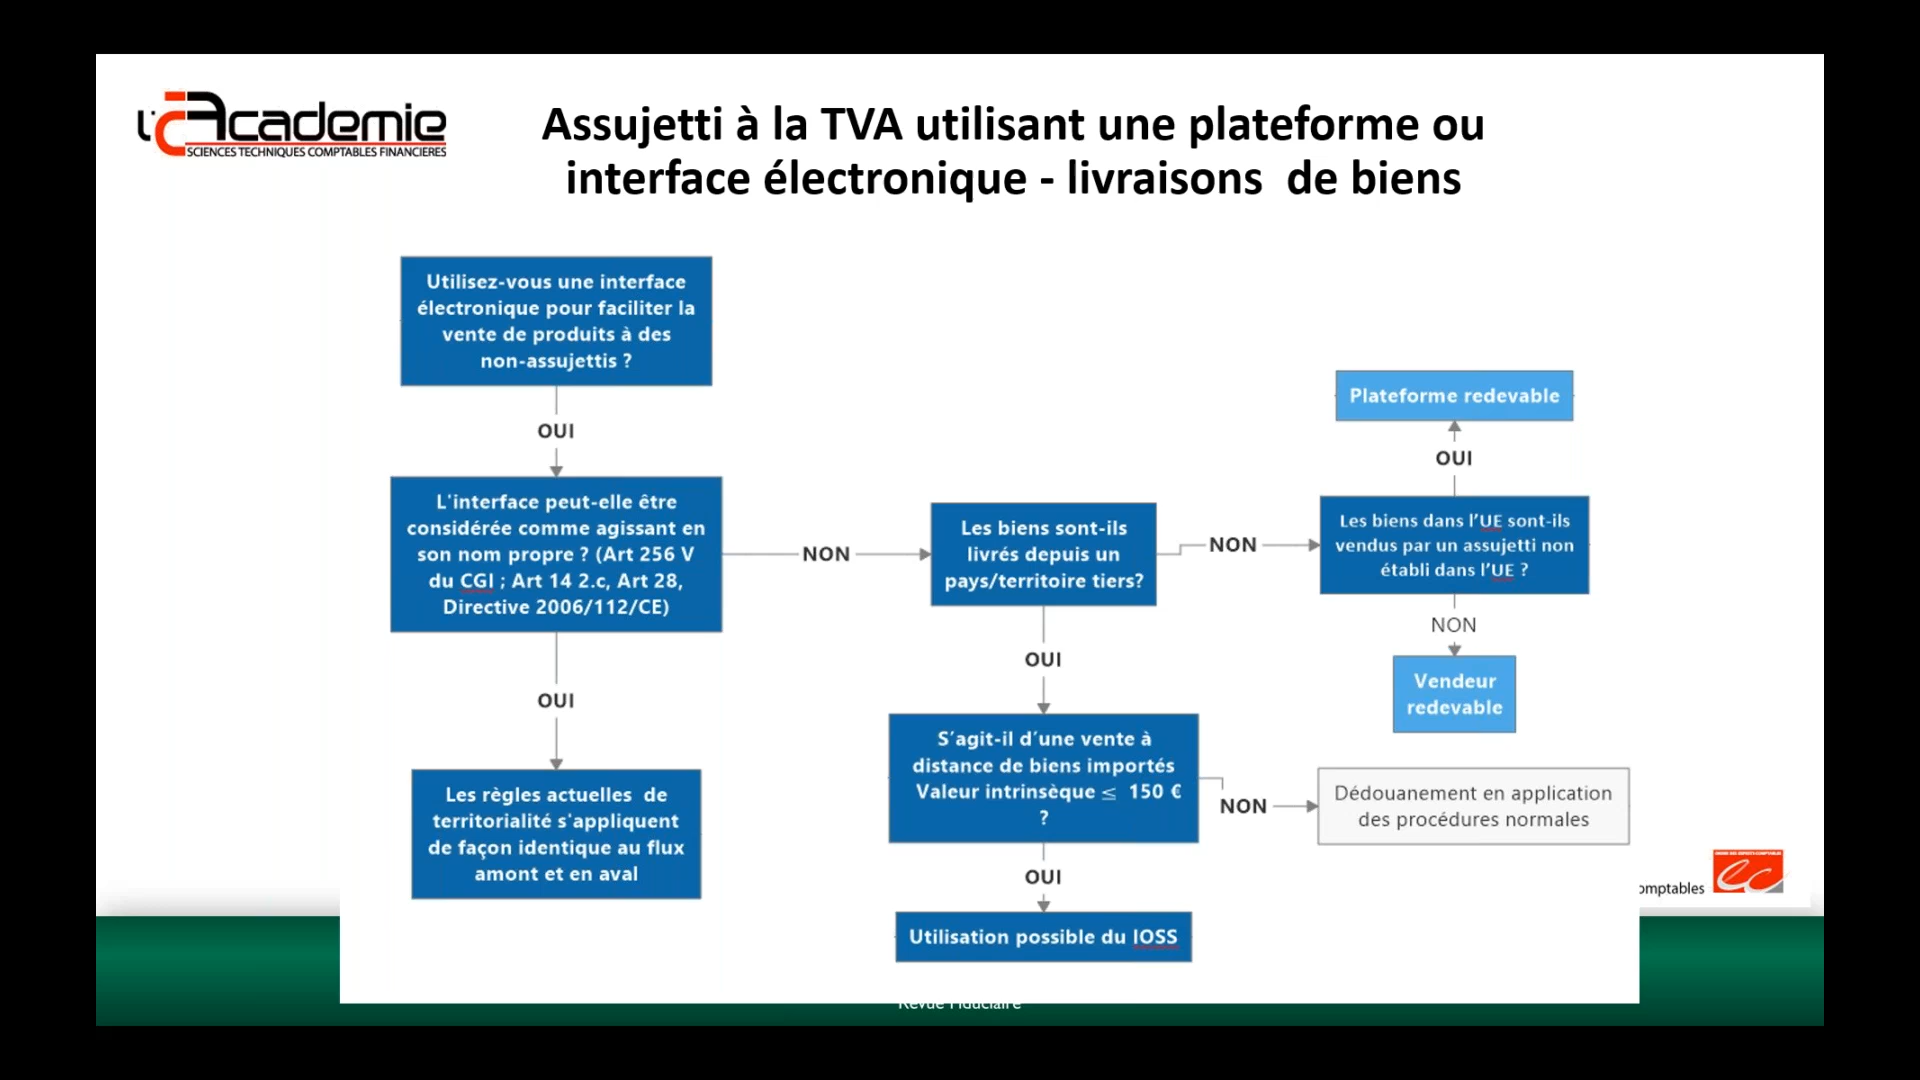 L'Academie
SCIENCES TECHNIQUES COMPTABLES FINANCIERES
Assujetti à la TVA utilisant une plateforme ou
interface électronique - livraisons  de biens
Utilisez-vous une interface
électronique pour faciliter la
vente de produits à des
non-assujettis ?
OUI
L'interface peut-elle être
considérée comme agissant en
son nom propre ? (Art 256 V
du CGI ; Art 14 2.c, Art 28,
Directive 2006/112/CE)
OUI
Les règles actuelles  de
territorialité s'appliquent
de façon identique au flux
amont et en aval
NON
Les biens sont-ils
livrés depuis un
pays/territoire tiers?
OUI
S’agit-il d’une vente à
distance de biens importés
Valeur intrinsèque ≤  150 €
?
OUI
Utilisation possible du IOSS
NON
Plateforme redevable
OUI
Les biens dans l’UE sont-ils
vendus par un assujetti non
établi dans l’UE ?
NON
Vendeur
redevable
NON
Dédouanement en application
des procédures normales
omptables
ec
Revue Fiduciaire